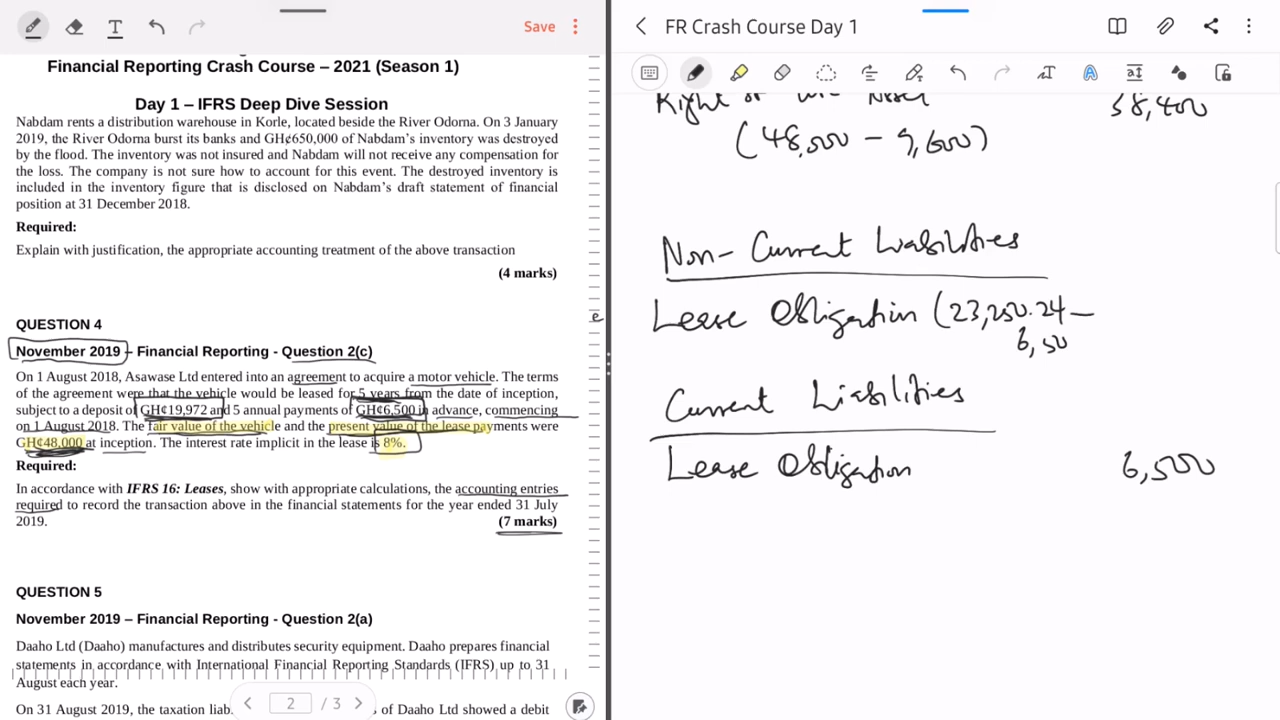 Save
FR Crash Course Day 1
Financial Reporting Crash Course – 2021 (Season 1)
Day 1 – IFRS Deep Dive Session
Nabdam rents a distribution warehouse in Korle, located beside the River Odorna. On 3 January
2019, the River Odorna burst its banks and GH¢650,000 of Nabdam's inventory was destroyed
by the flood. The inventory was not insured and Nabdam will not receive any compensation for
the loss. The company is not sure how to account for this event. The destroyed inventory is
included in the inventory figure that is disclosed on Nabdam's draft statement of financial
position at 31 December 2018.
Required:
Explain with justification, the appropriate accounting treatment of the above transaction
(4 marks)
QUESTION 4
November 2019 – Financial Reporting - Question 2(c)
On 1 August 2018, Asawase Ltd entered into an agreement to acquire a motor vehicle. The terms
of the agreement were that the vehicle would be leased for 5 years from the date of inception,
subject to a deposit of GH¢19,972 and 5 annual payments of GH¢6,500 in advance, commencing
on 1 August 2018. The fair value of the vehicle and the present value of the lease payments were
GH¢48,000 at inception. The interest rate implicit in the lease is 8%.
Required:
In accordance with IFRS 16: Leases, show with appropriate calculations, the accounting entries
required to record the transaction above in the financial statements for the year ended 31 July
2019.
(7 marks)
QUESTION 5
November 2019 – Financial Reporting - Question 2(a)
Daaho Ltd (Daaho) manufactures and distributes security equipment. Daaho prepares financial
statements in accordance with International Financial Reporting Standards (IFRS) up to 31
August each year.
On 31 August 2019, the taxation of Daaho Ltd showed a debit
2 / 3
e
Right of Use Asset 38,400
(48,000 – 9,600)
Non-Current Liabilities
Lease Obligation (23,250.24 –
6,50
Current Liabilities
Lease Obligation 6,500